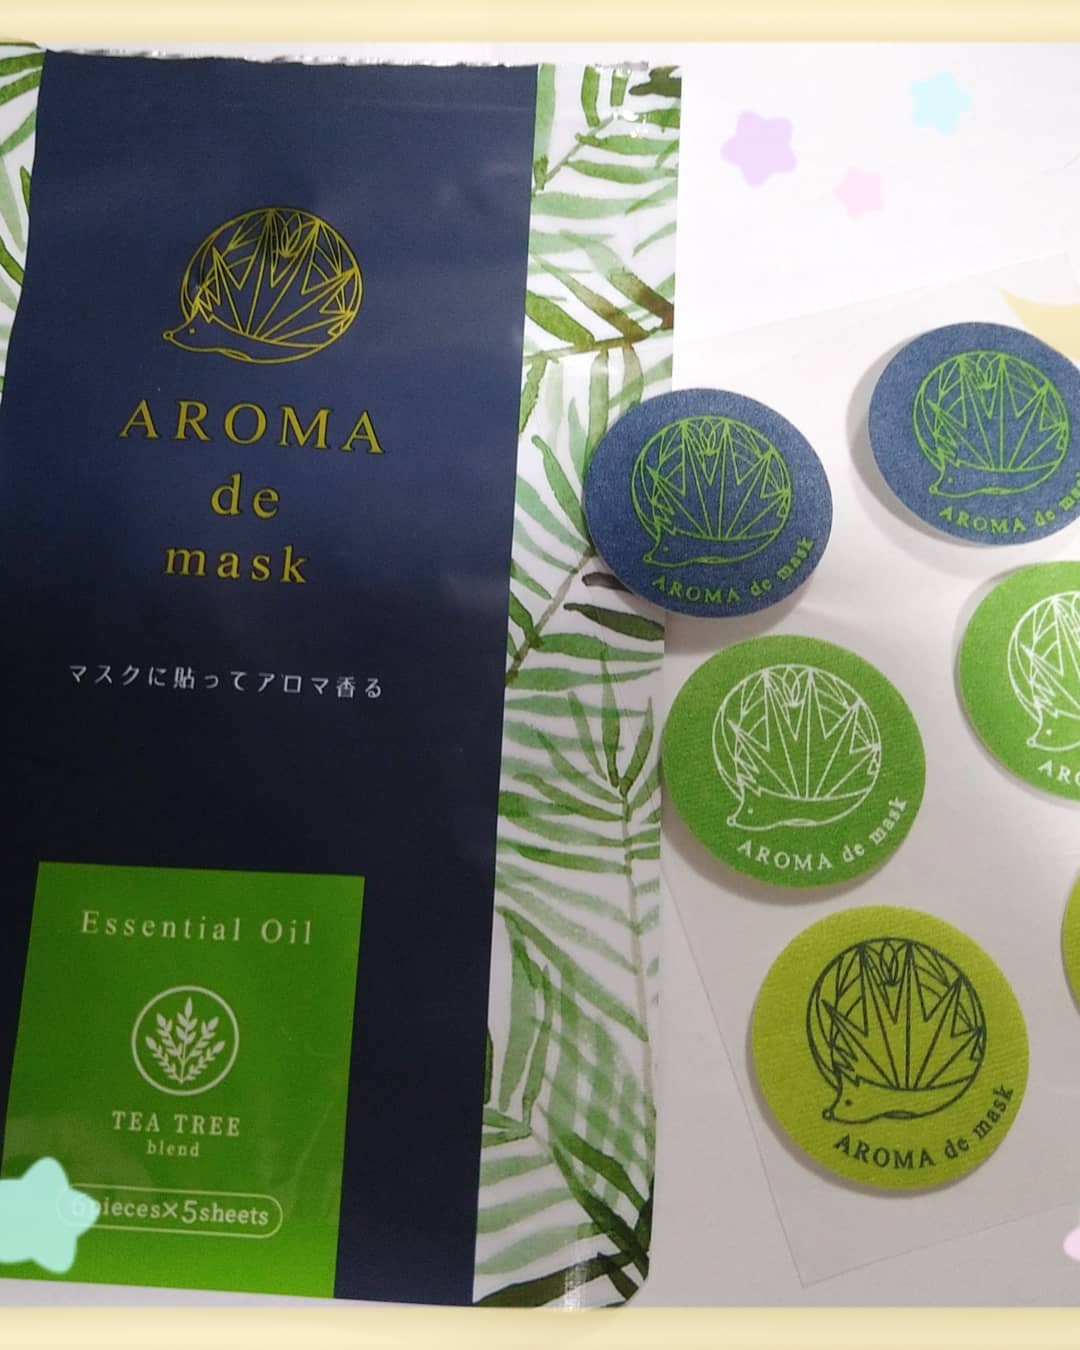 AROMA
de
mask
マスクに貼ってアロマ香る
Essential Oil
TEA TREE
blend
6pieces×5sheets
AROMA de mask
AROMA de mask
AROMA de mask
AROMA de mask